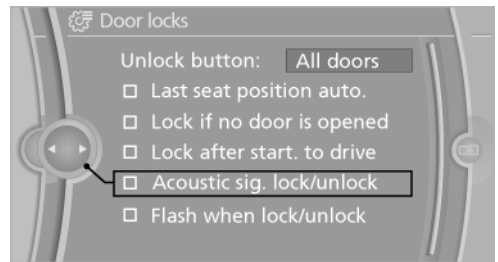 Door locks
Unlock button: All doors
Last seat position auto.
Lock if no door is opened
Lock after start. to drive
Acoustic sig. lock/unlock
Flash when lock/unlock